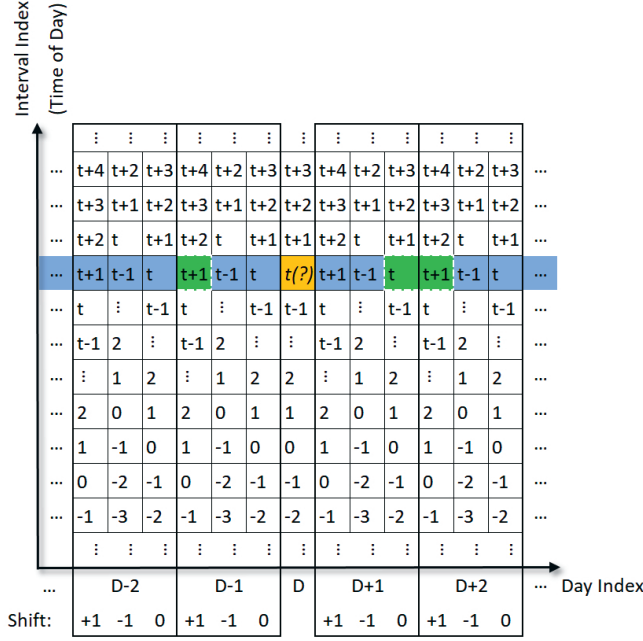 Interval Index
(Time of Day)
⋮ ⋮ ⋮ ⋮ ⋮ ⋮ ⋮ ⋮ ⋮ ⋮ ⋮ ⋮
... t+4 t+2 t+3 t+4 t+2 t+3 t+3 t+4 t+2 t+3 t+4 t+2 t+3 ...
... t+3 t+1 t+2 t+3 t+1 t+2 t+2 t+3 t+1 t+2 t+3 t+1 t+2 ...
... t+2 t t+1 t+2 t t+1 t+1 t+2 t t+1 t+2 t t+1 ...
... t+1 t-1 t t+1 t-1 t t(?) t+1 t-1 t t+1 t-1 t ...
... t ⋮ t-1 t ⋮ t-1 t-1 t ⋮ t-1 t ⋮ t-1 ...
... t-1 2 ⋮ t-1 2 ⋮ ⋮ t-1 2 ⋮ t-1 2 ⋮ ...
... ⋮ 1 2 ⋮ 1 2 2 ⋮ 1 2 ⋮ 1 2 ...
... 2 0 1 2 0 1 1 2 0 1 2 0 1 ...
... 1 -1 0 1 -1 0 0 1 -1 0 1 -1 0 ...
... 0 -2 -1 0 -2 -1 -1 0 -2 -1 0 -2 -1 ...
... -1 -3 -2 -1 -3 -2 -2 -1 -3 -2 -1 -3 -2 ...
⋮ ⋮ ⋮ ⋮ ⋮ ⋮ ⋮ ⋮ ⋮ ⋮ ⋮ ⋮
... D-2 D-1 D D+1 D+2 ... Day Index
Shift: +1 -1 0 +1 -1 0 +1 -1 0 +1 -1 0